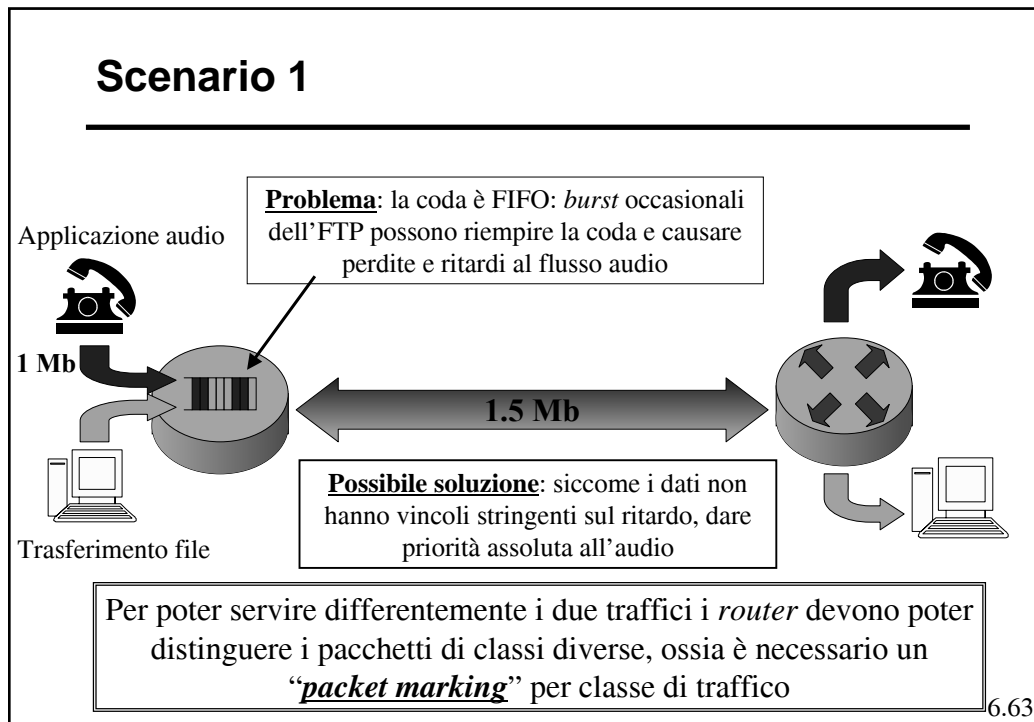 Scenario 1
Problema: la coda è FIFO: burst occasionali
dell'FTP possono riempire la coda e causare
perdite e ritardi al flusso audio
Applicazione audio
1 Mb
1.5 Mb
Possibile soluzione: siccome i dati non
hanno vincoli stringenti sul ritardo, dare
priorità assoluta all'audio
Trasferimento file
Per poter servire differentemente i due traffici i router devono poter
distinguere i pacchetti di classi diverse, ossia è necessario un
“packet marking” per classe di traffico
6.63